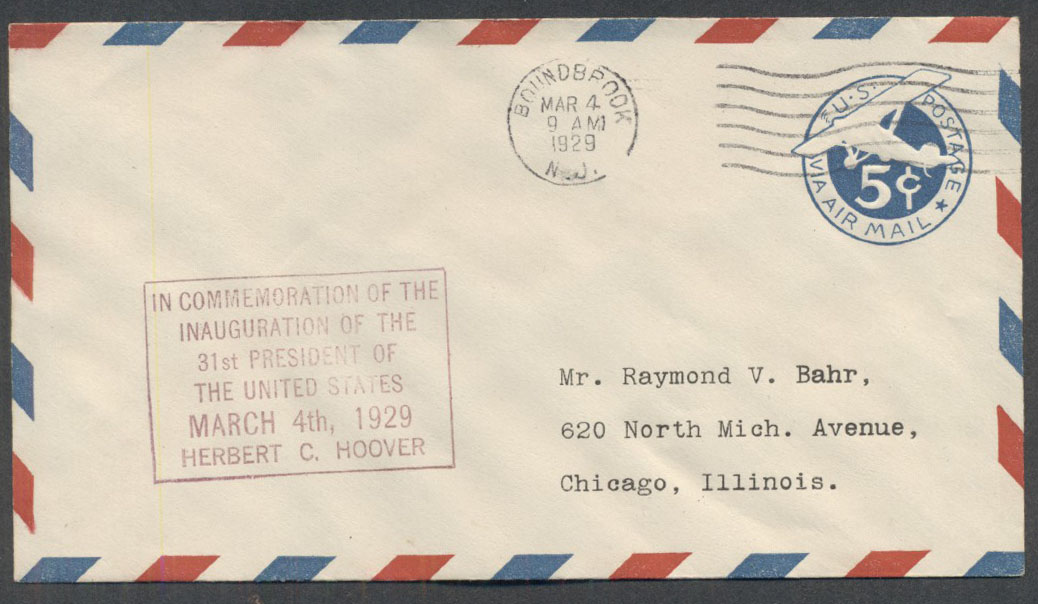 BOUNDBROOK
MAR 4
9 AM
1929
N.J.
U.S. POSTAGE
VIA AIR MAIL
5¢
IN COMMEMORATION OF THE
INAUGURATION OF THE
31st PRESIDENT OF
THE UNITED STATES
MARCH 4th, 1929
HERBERT C. HOOVER
Mr. Raymond V. Bahr,
620 North Mich. Avenue,
Chicago, Illinois.